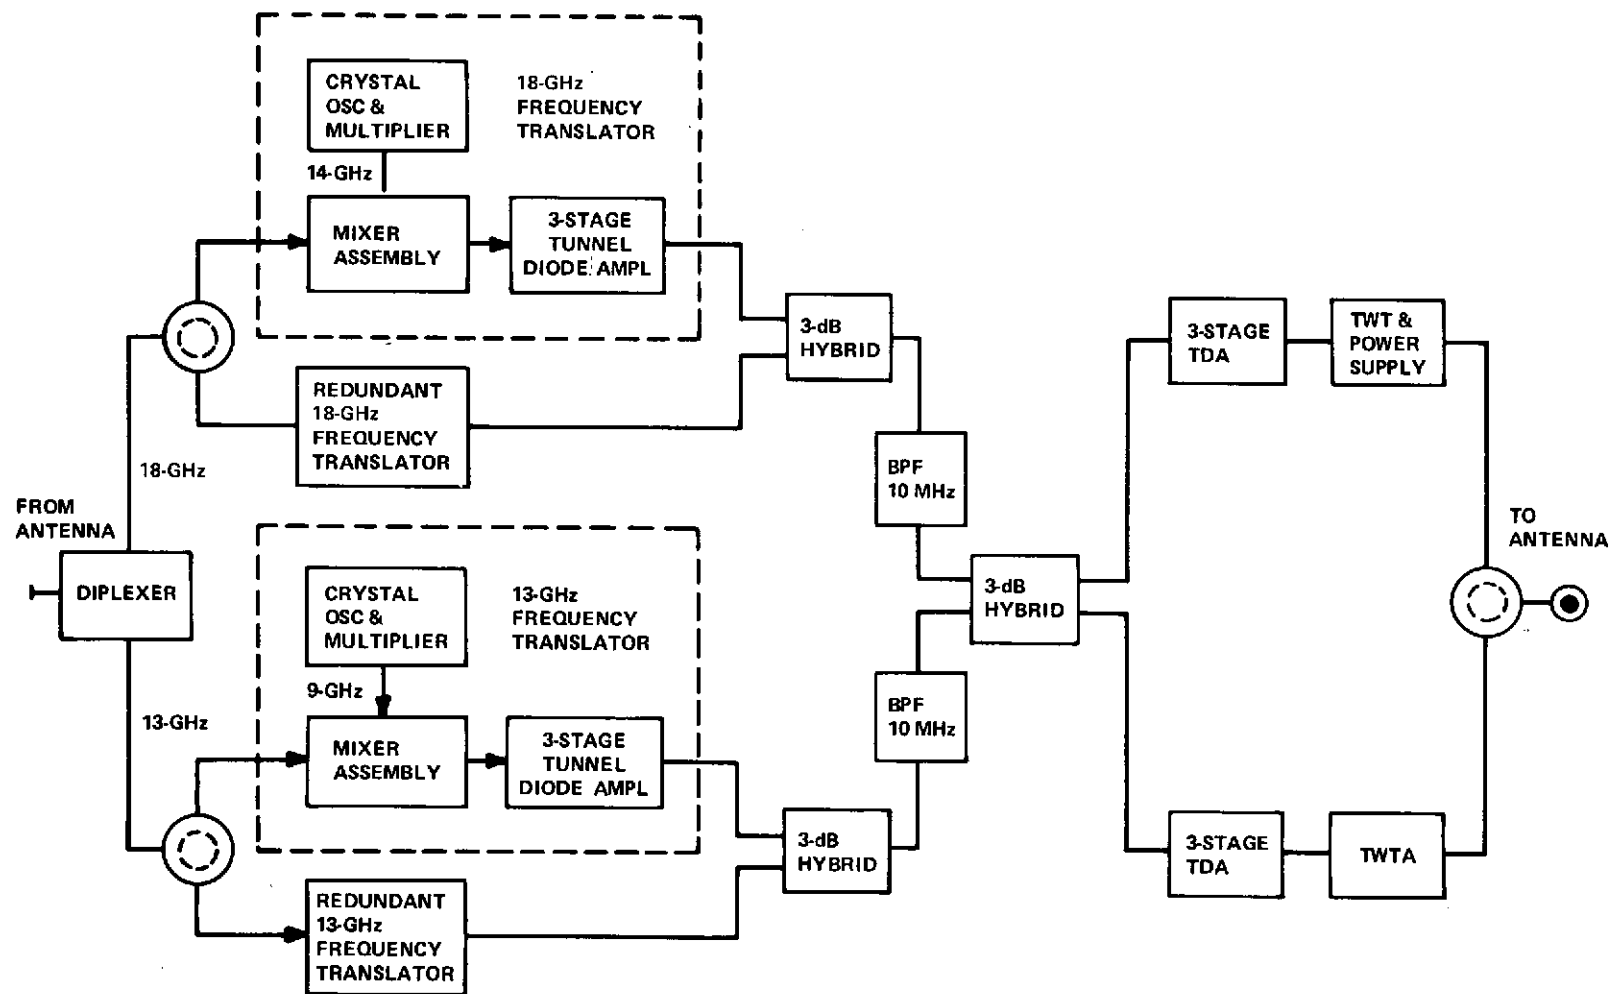 CRYSTAL
OSC &
MULTIPLIER
18-GHz
FREQUENCY
TRANSLATOR
14-GHz
MIXER
ASSEMBLY
3-STAGE
TUNNEL
DIODE AMPL
3-dB
HYBRID
REDUNDANT
18-GHz
FREQUENCY
TRANSLATOR
18-GHz
BPF
10 MHz
3-STAGE
TDA
TWT &
POWER
SUPPLY
FROM
ANTENNA
DIPLEXER
13-GHz
CRYSTAL
OSC &
MULTIPLIER
13-GHz
FREQUENCY
TRANSLATOR
9-GHz
MIXER
ASSEMBLY
3-STAGE
TUNNEL
DIODE AMPL
3-dB
HYBRID
REDUNDANT
13-GHz
FREQUENCY
TRANSLATOR
BPF
10 MHz
3-dB
HYBRID
3-STAGE
TDA
TWTA
TO
ANTENNA